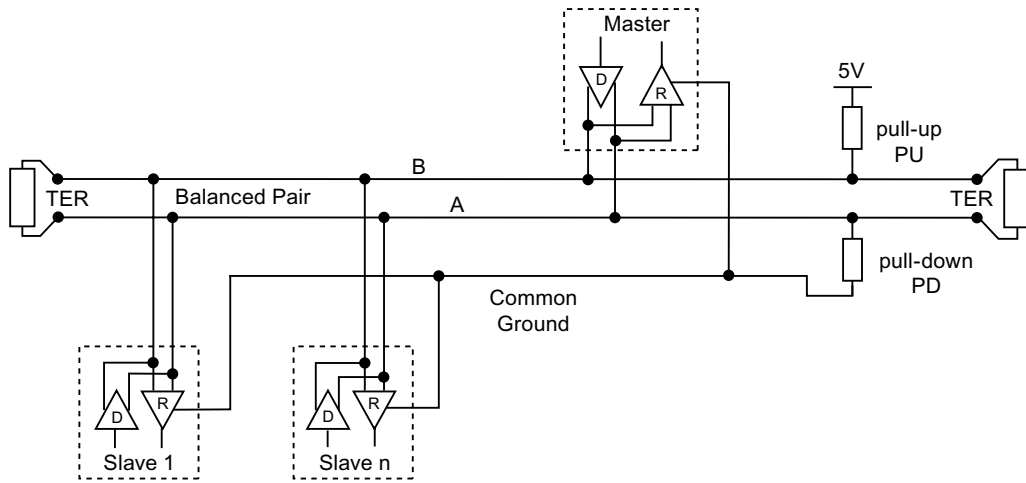 Master
D
R
5V
pull-up
PU
B
TER
Balanced Pair
A
TER
pull-down
PD
Common
Ground
D
R
D
R
Slave 1
Slave n